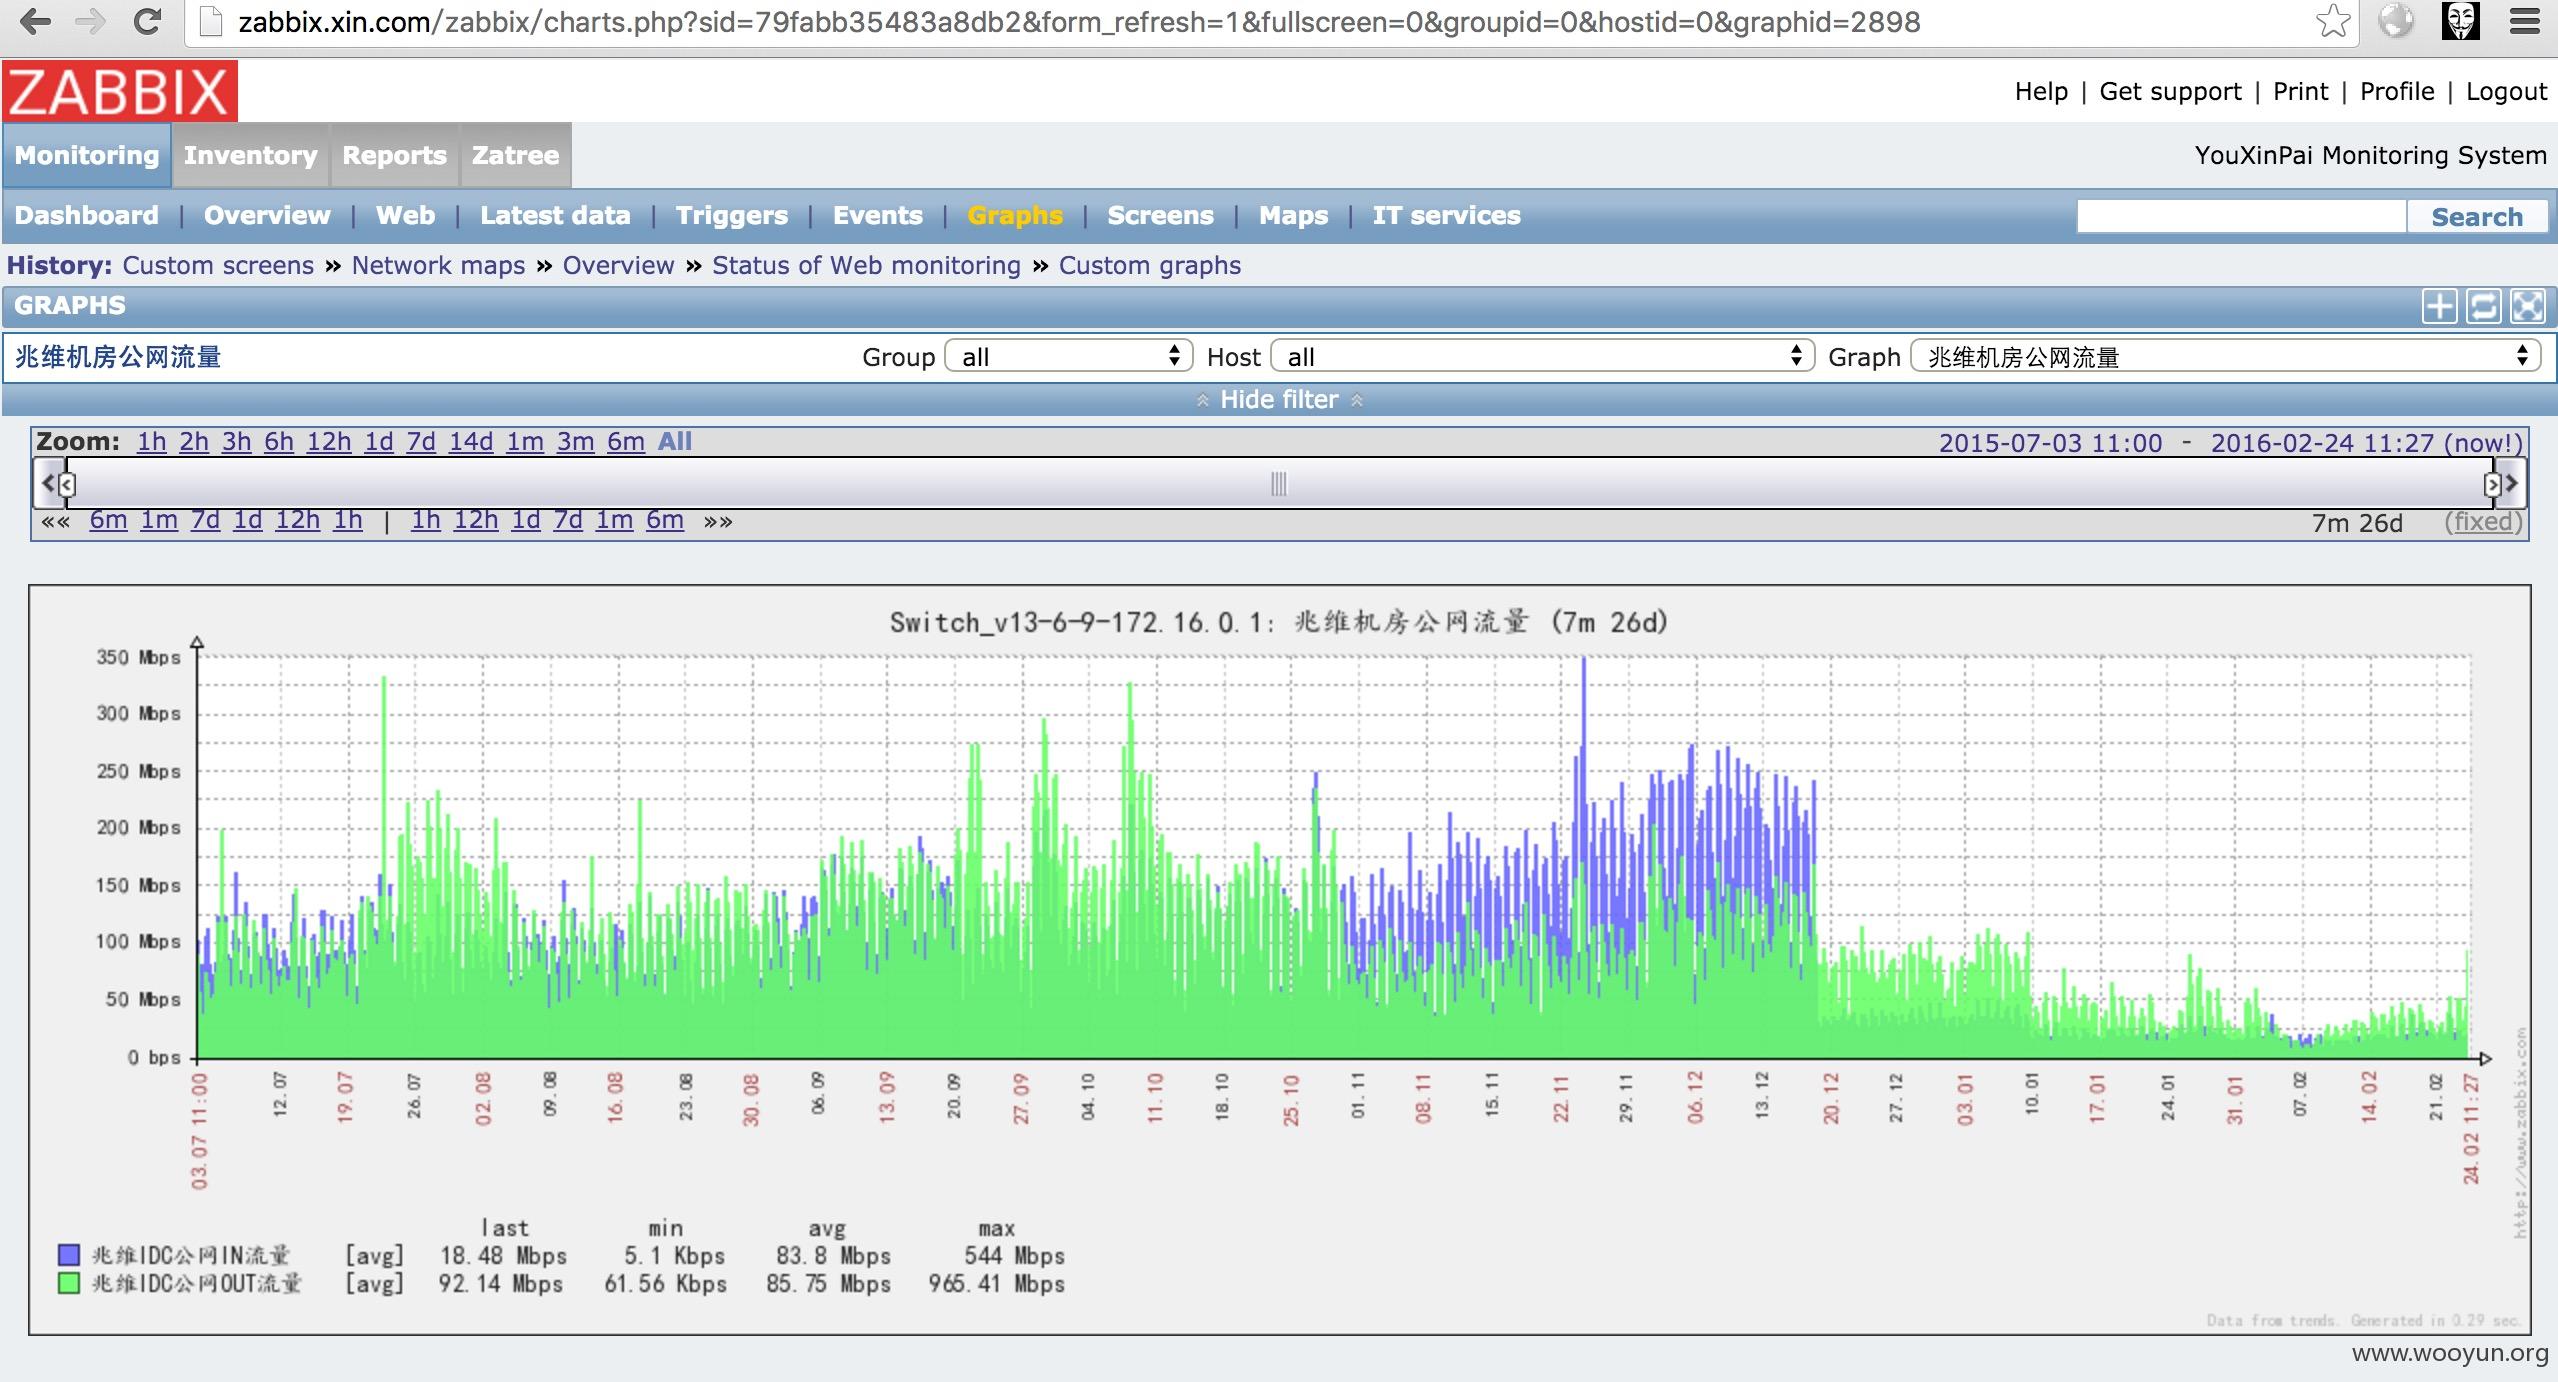 zabbix.xin.com/zabbix/charts.php?sid=79fabb35483a8db2&form_refresh=1&fullscreen=0&groupid=0&hostid=0&graphid=2898
ZABBIX
Help | Get support | Print | Profile | Logout
Monitoring Inventory Reports Zatree
YouXinPai Monitoring System
Dashboard | Overview | Web | Latest data | Triggers | Events | Graphs | Screens | Maps | IT services
Search
History: Custom screens » Network maps » Overview » Status of Web monitoring » Custom graphs
GRAPHS
兆维机房公网流量 Group all Host all Graph 兆维机房公网流量
Hide filter
Zoom: 1h 2h 3h 6h 12h 1d 7d 14d 1m 3m 6m All
2015-07-03 11:00 - 2016-02-24 11:27 (now!)
«« 6m 1m 7d 1d 12h 1h | 1h 12h 1d 7d 1m 6m »»
7m 26d (fixed)
Switch_v13-6-9-172.16.0.1: 兆维机房公网流量 (7m 26d)
350 Mbps
300 Mbps
250 Mbps
200 Mbps
150 Mbps
100 Mbps
50 Mbps
0 bps
03.07 11:00 12.07 19.07 26.07 02.08 09.08 16.08 23.08 30.08 06.09 13.09 20.09 27.09 04.10 11.10 18.10 25.10 01.11 08.11 15.11 22.11 29.11 06.12 13.12 20.12 27.12 03.01 10.01 17.01 24.01 31.01 07.02 14.02 21.02 24.02 11:27
http://www.zabbix.com
last min avg max
兆维IDC公网IN流量 [avg] 18.48 Mbps 5.1 Kbps 83.8 Mbps 544 Mbps
兆维IDC公网OUT流量 [avg] 92.14 Mbps 61.56 Kbps 85.75 Mbps 965.41 Mbps
Data from trends. Generated in 0.29 sec.
www.wooyun.org